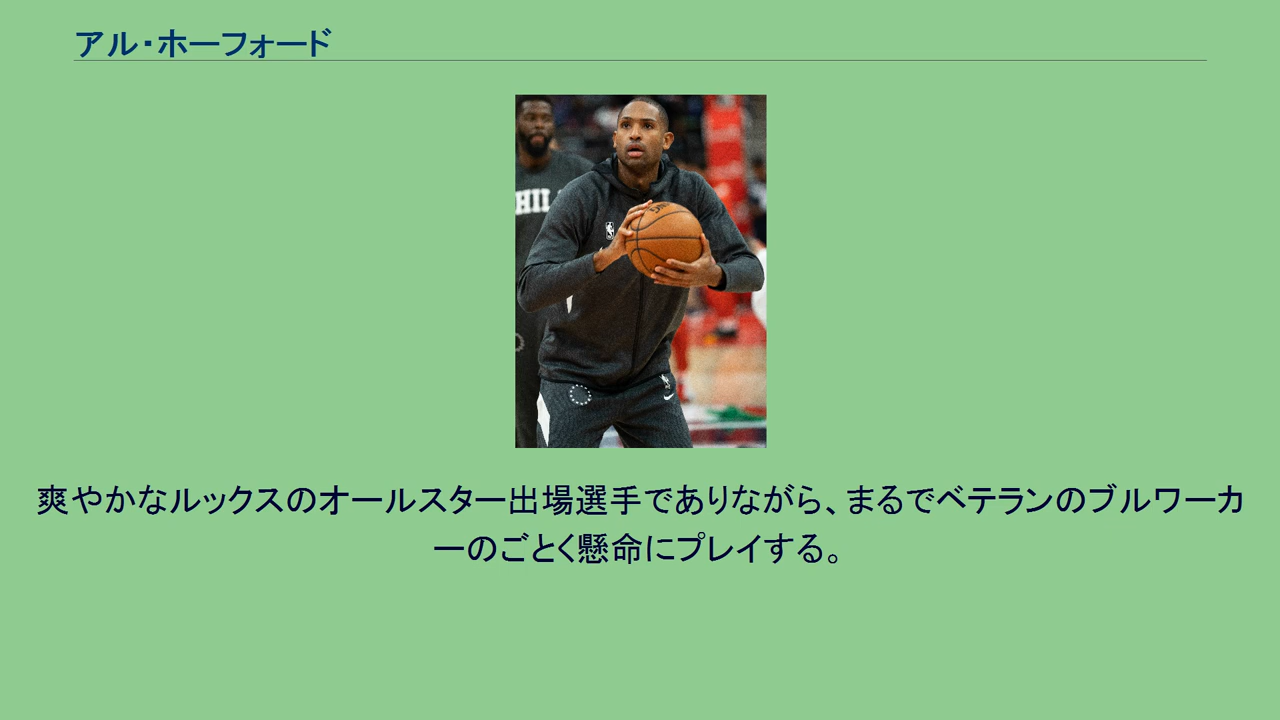 アル・ホーフォード
PHIL
爽やかなルックスのオールスター出場選手でありながら、まるでベテランのブルワーカ
ーのごとく懸命にプレイする。